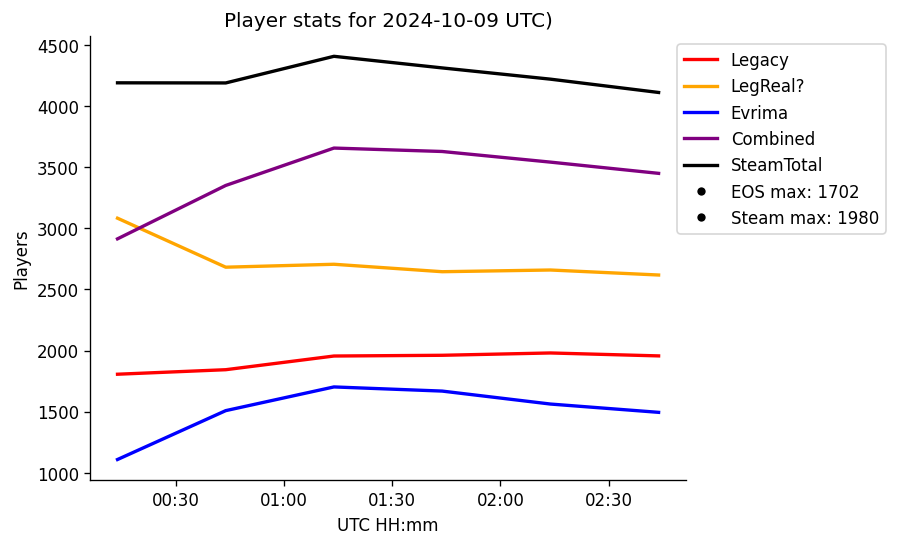 Player stats for 2024-10-09 UTC)
4500
4000
3500
3000
2500
2000
1500
1000
Players
00:30 01:00 01:30 02:00 02:30
UTC HH:mm
Legacy
LegReal?
Evrima
Combined
SteamTotal
EOS max: 1702
Steam max: 1980